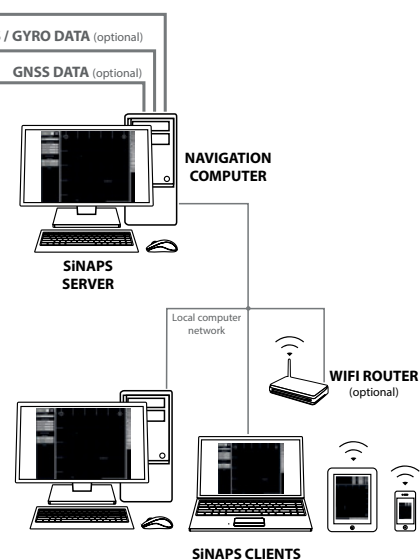 / GYRO DATA (optional)
GNSS DATA (optional)
NAVIGATION
COMPUTER
SiNAPS
SERVER
Local computer
network
WIFI ROUTER
(optional)
SiNAPS CLIENTS